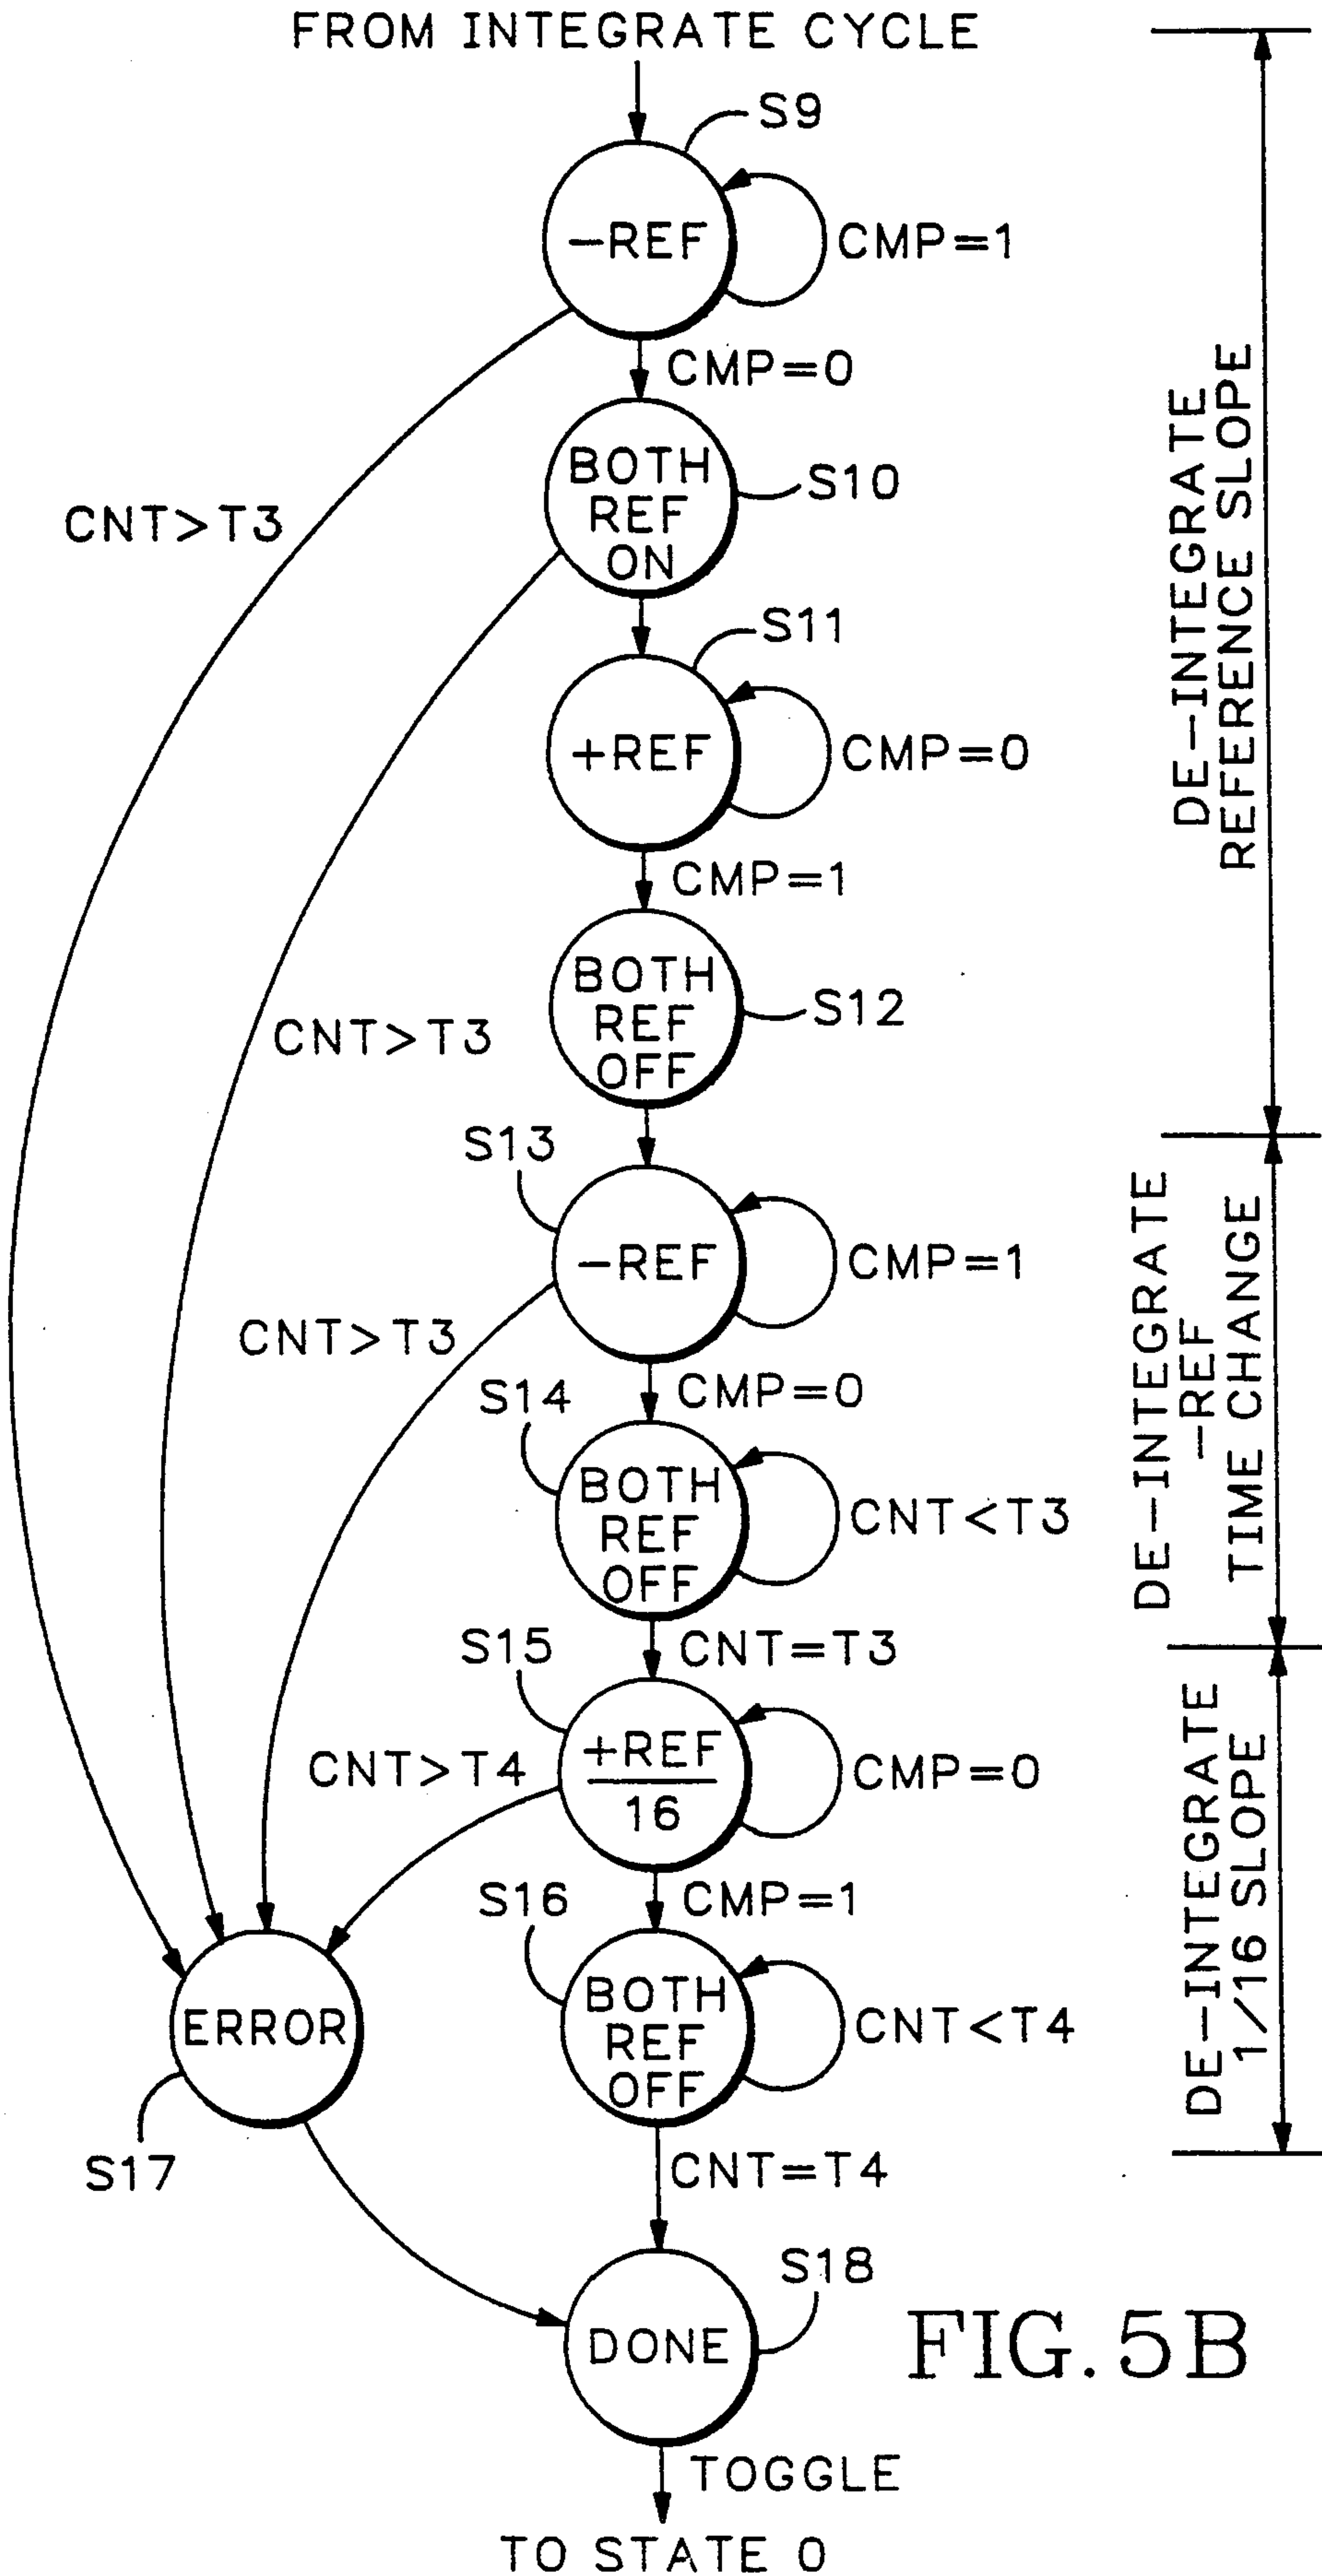 FROM INTEGRATE CYCLE
S9
−REF
CMP=1
CMP=0
BOTH
REF
ON
S10
CNT>T3
S11
+REF
CMP=0
CMP=1
BOTH
REF
OFF
S12
CNT>T3
DE−INTEGRATE
REFERENCE SLOPE
S13
−REF
CMP=1
CNT>T3
CMP=0
S14
BOTH
REF
OFF
CNT<T3
DE−INTEGRATE
−REF
TIME CHANGE
CNT=T3
S15
+REF
16
CMP=0
CNT>T4
CMP=1
S16
BOTH
REF
OFF
CNT<T4
DE−INTEGRATE
1/16 SLOPE
ERROR
S17
CNT=T4
S18
DONE
FIG. 5B
TOGGLE
TO STATE 0